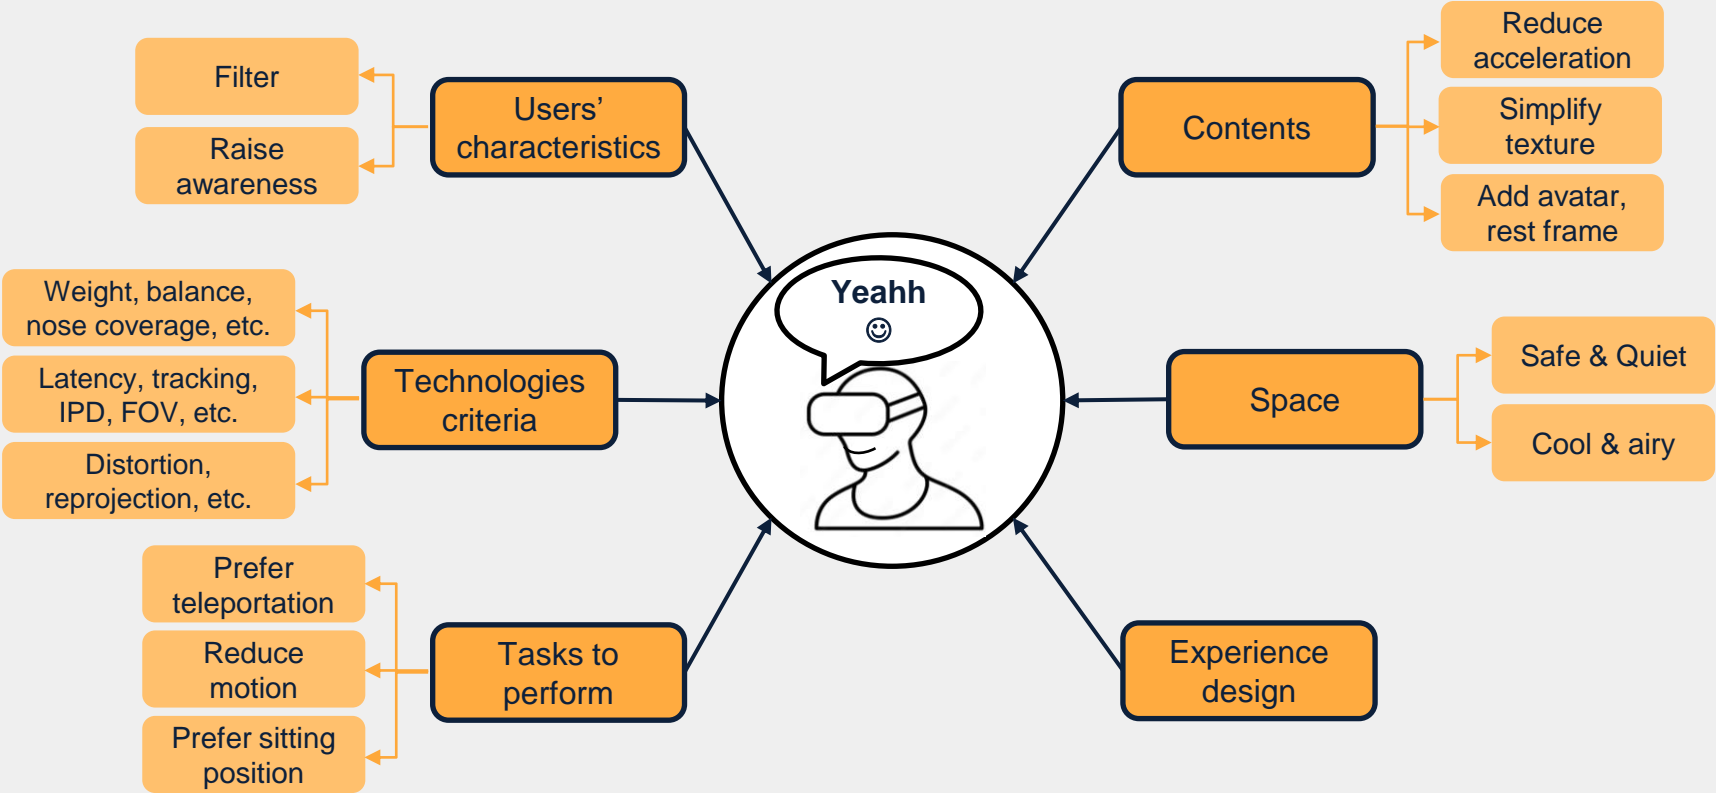 Filter
Raise
awareness
Users’
characteristics
Weight, balance,
nose coverage, etc.
Latency, tracking,
IPD, FOV, etc.
Distortion,
reprojection, etc.
Technologies
criteria
Prefer
teleportation
Reduce
motion
Prefer sitting
position
Tasks to
perform
Yeahh
☺
Contents
Reduce
acceleration
Simplify
texture
Add avatar,
rest frame
Space
Safe & Quiet
Cool & airy
Experience
design